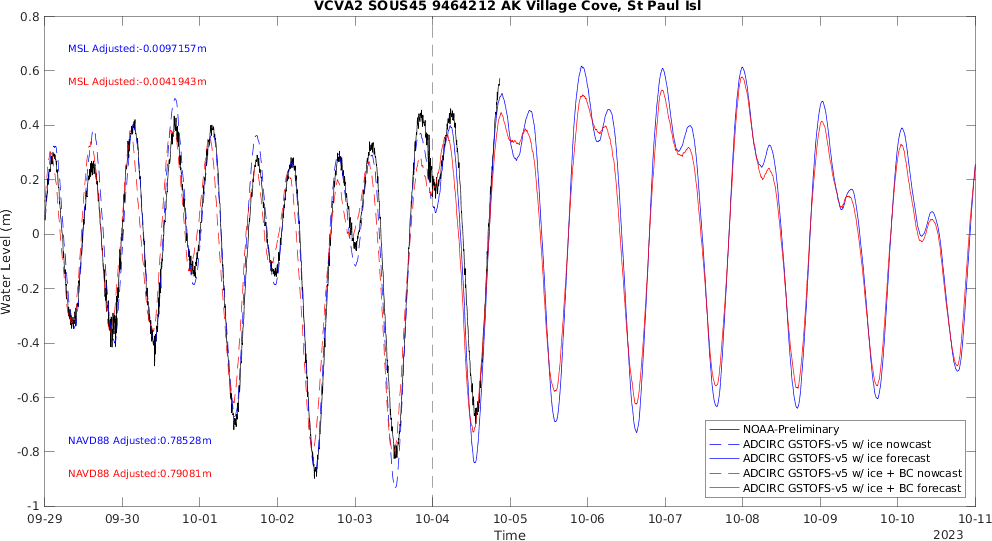 VCVA2 SOUS45 9464212 AK Village Cove, St Paul Isl
0.8
0.6
0.4
0.2
0
-0.2
-0.4
-0.6
-0.8
-1
Water Level (m)
MSL Adjusted:-0.0097157m
MSL Adjusted:-0.0041943m
NAVD88 Adjusted:0.78528m
NAVD88 Adjusted:0.79081m
NOAA-Preliminary
ADCIRC GSTOFS-v5 w/ ice nowcast
ADCIRC GSTOFS-v5 w/ ice forecast
ADCIRC GSTOFS-v5 w/ ice + BC nowcast
ADCIRC GSTOFS-v5 w/ ice + BC forecast
09-29 09-30 10-01 10-02 10-03 10-04 10-05 10-06 10-07 10-08 10-09 10-10 10-11
Time
2023